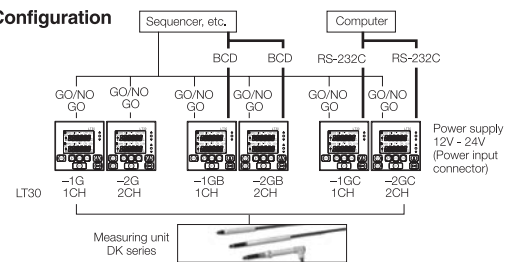 Configuration
Sequencer, etc.
Computer
BCD BCD RS-232C RS-232C
GO/NO GO/NO GO/NO GO/NO GO/NO GO/NO
GO GO GO GO GO GO
Power supply
12V - 24V
(Power input
connector)
–1G –2G –1GB –2GB –1GC –2GC
LT30 1CH 2CH 1CH 2CH 1CH 2CH
Measuring unit
DK series